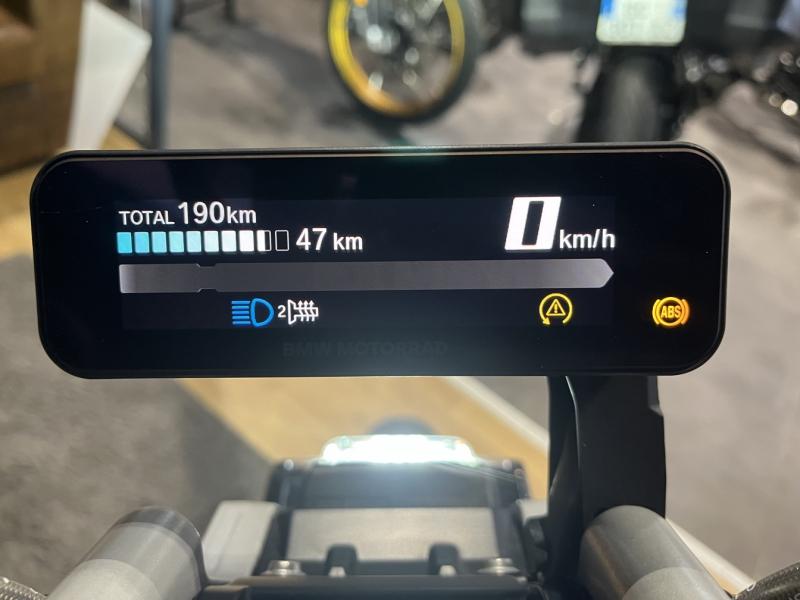 TOTAL 190km
47 km
0 km/h
2
ABS
BMW MOTORRAD